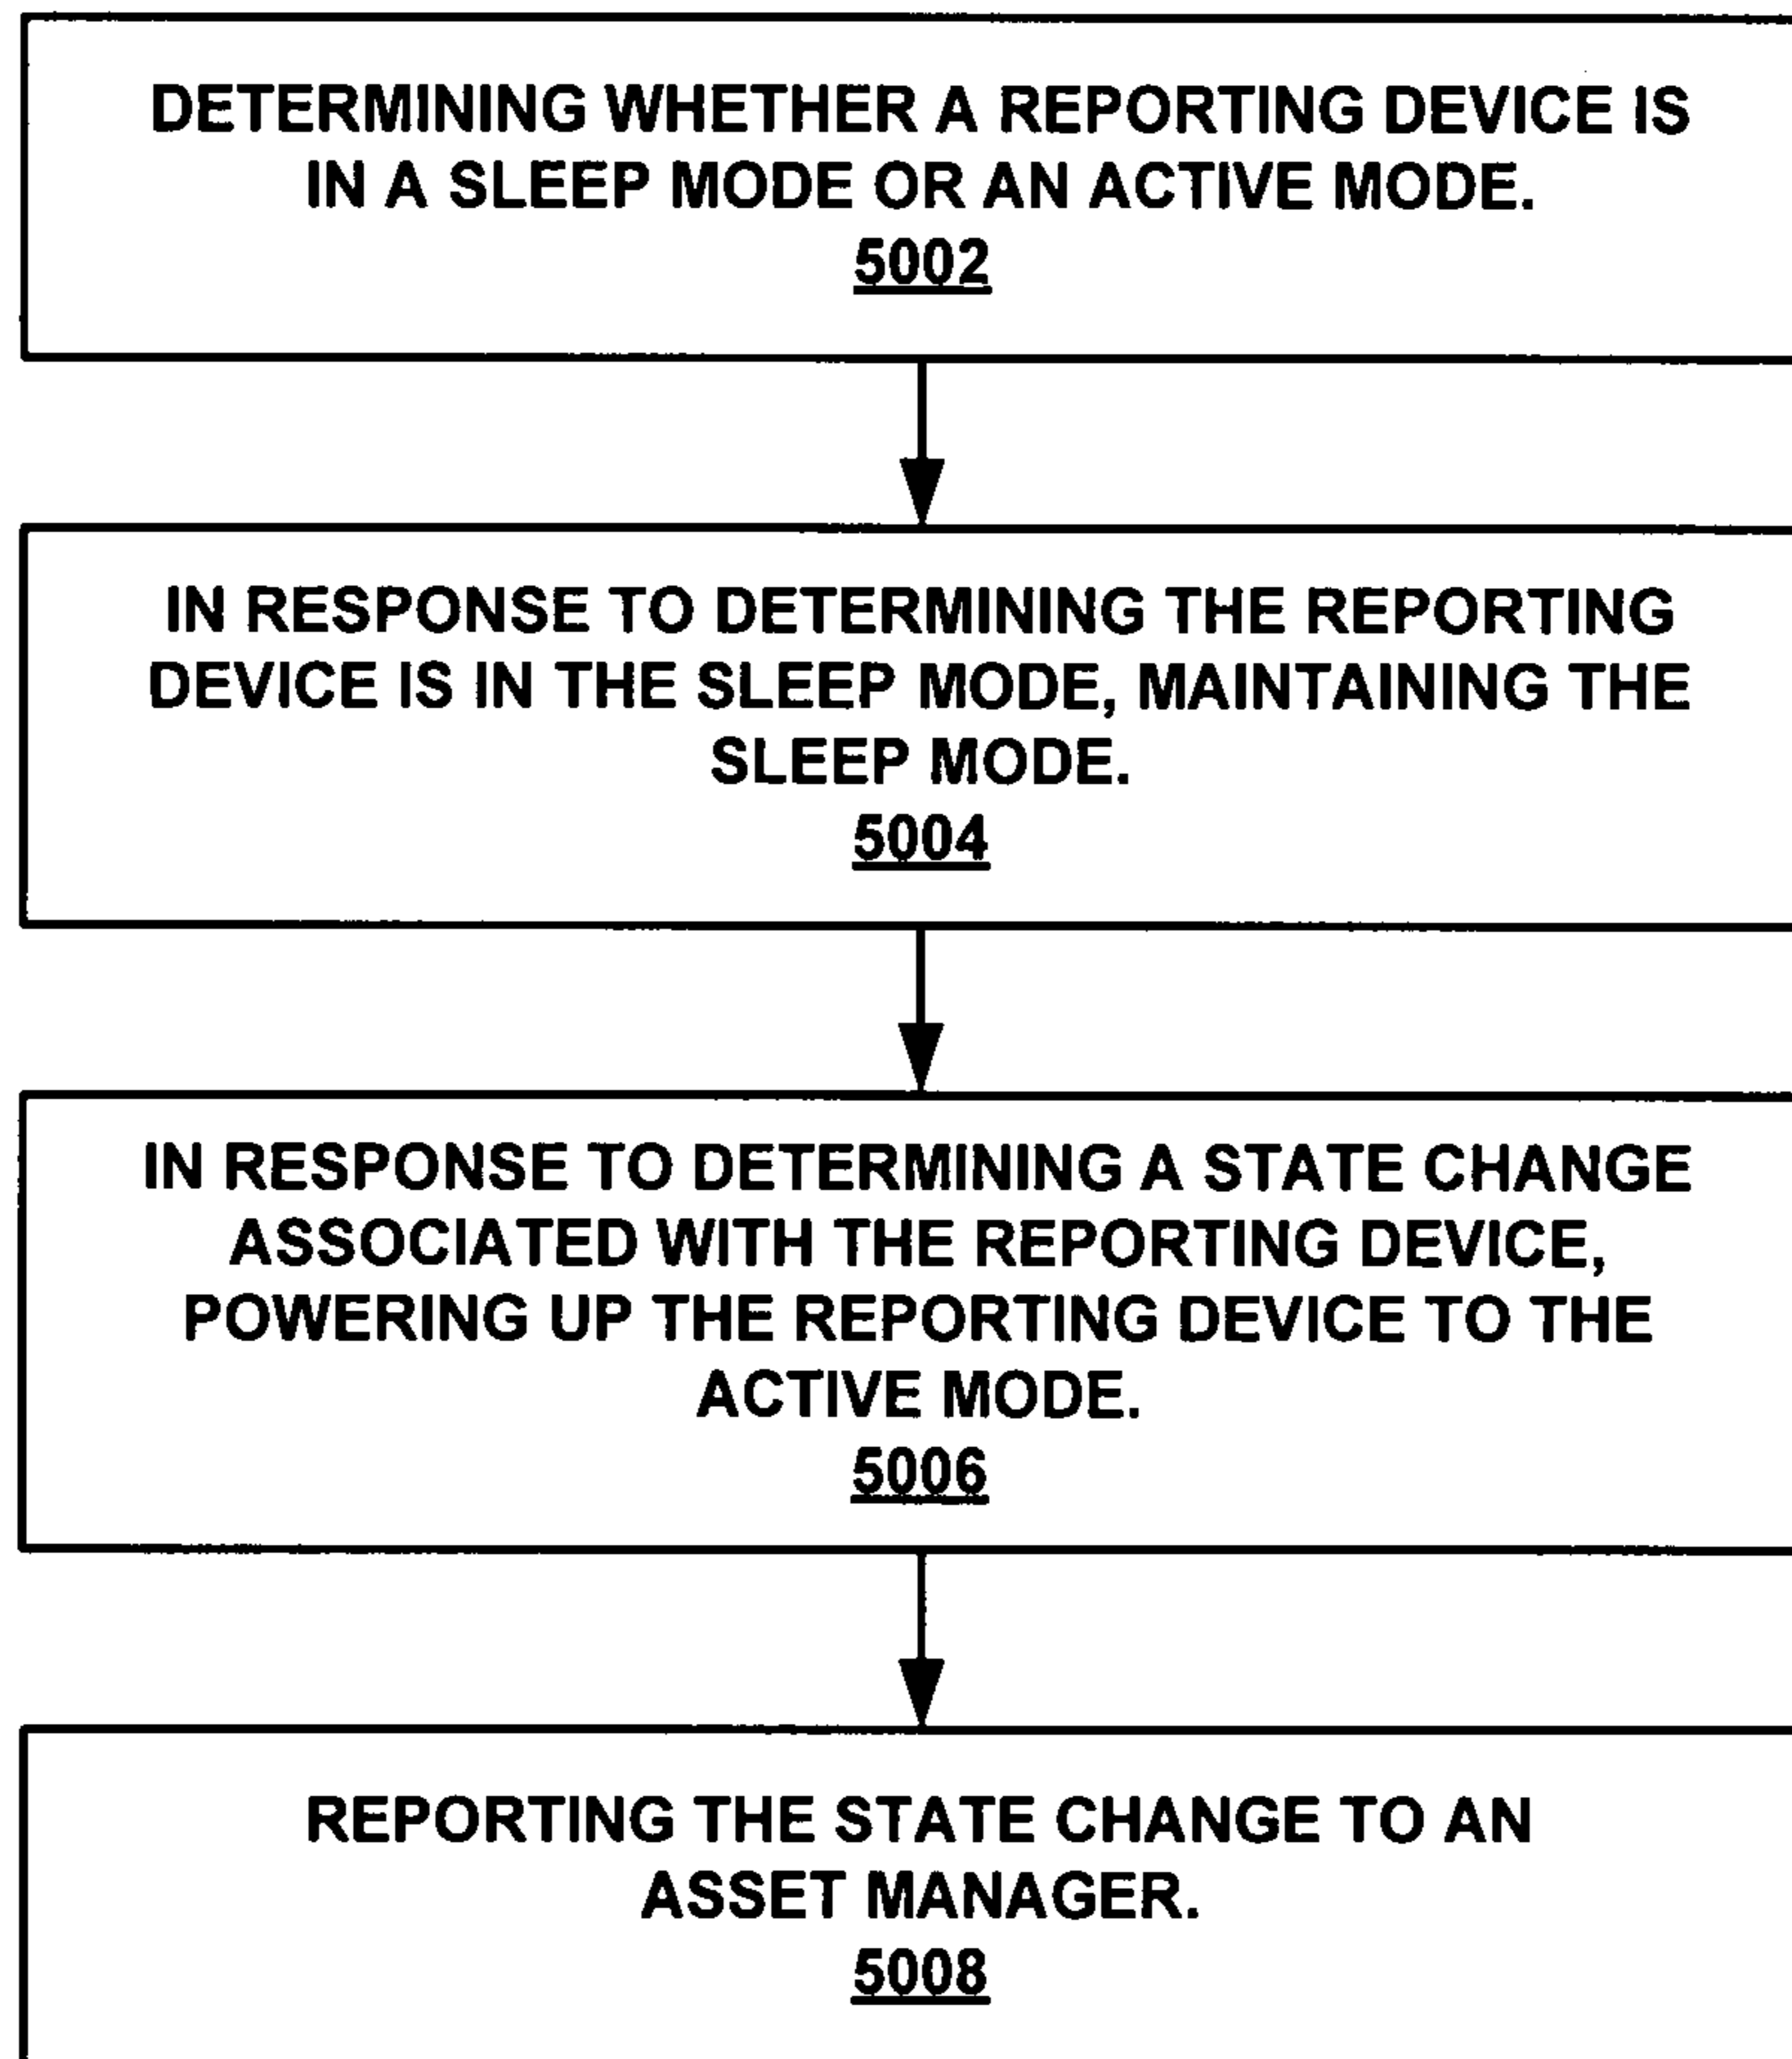 DETERMINING WHETHER A REPORTING DEVICE IS
IN A SLEEP MODE OR AN ACTIVE MODE.
5002
IN RESPONSE TO DETERMINING THE REPORTING
DEVICE IS IN THE SLEEP MODE, MAINTAINING THE
SLEEP MODE.
5004
IN RESPONSE TO DETERMINING A STATE CHANGE
ASSOCIATED WITH THE REPORTING DEVICE,
POWERING UP THE REPORTING DEVICE TO THE
ACTIVE MODE.
5006
REPORTING THE STATE CHANGE TO AN
ASSET MANAGER.
5008